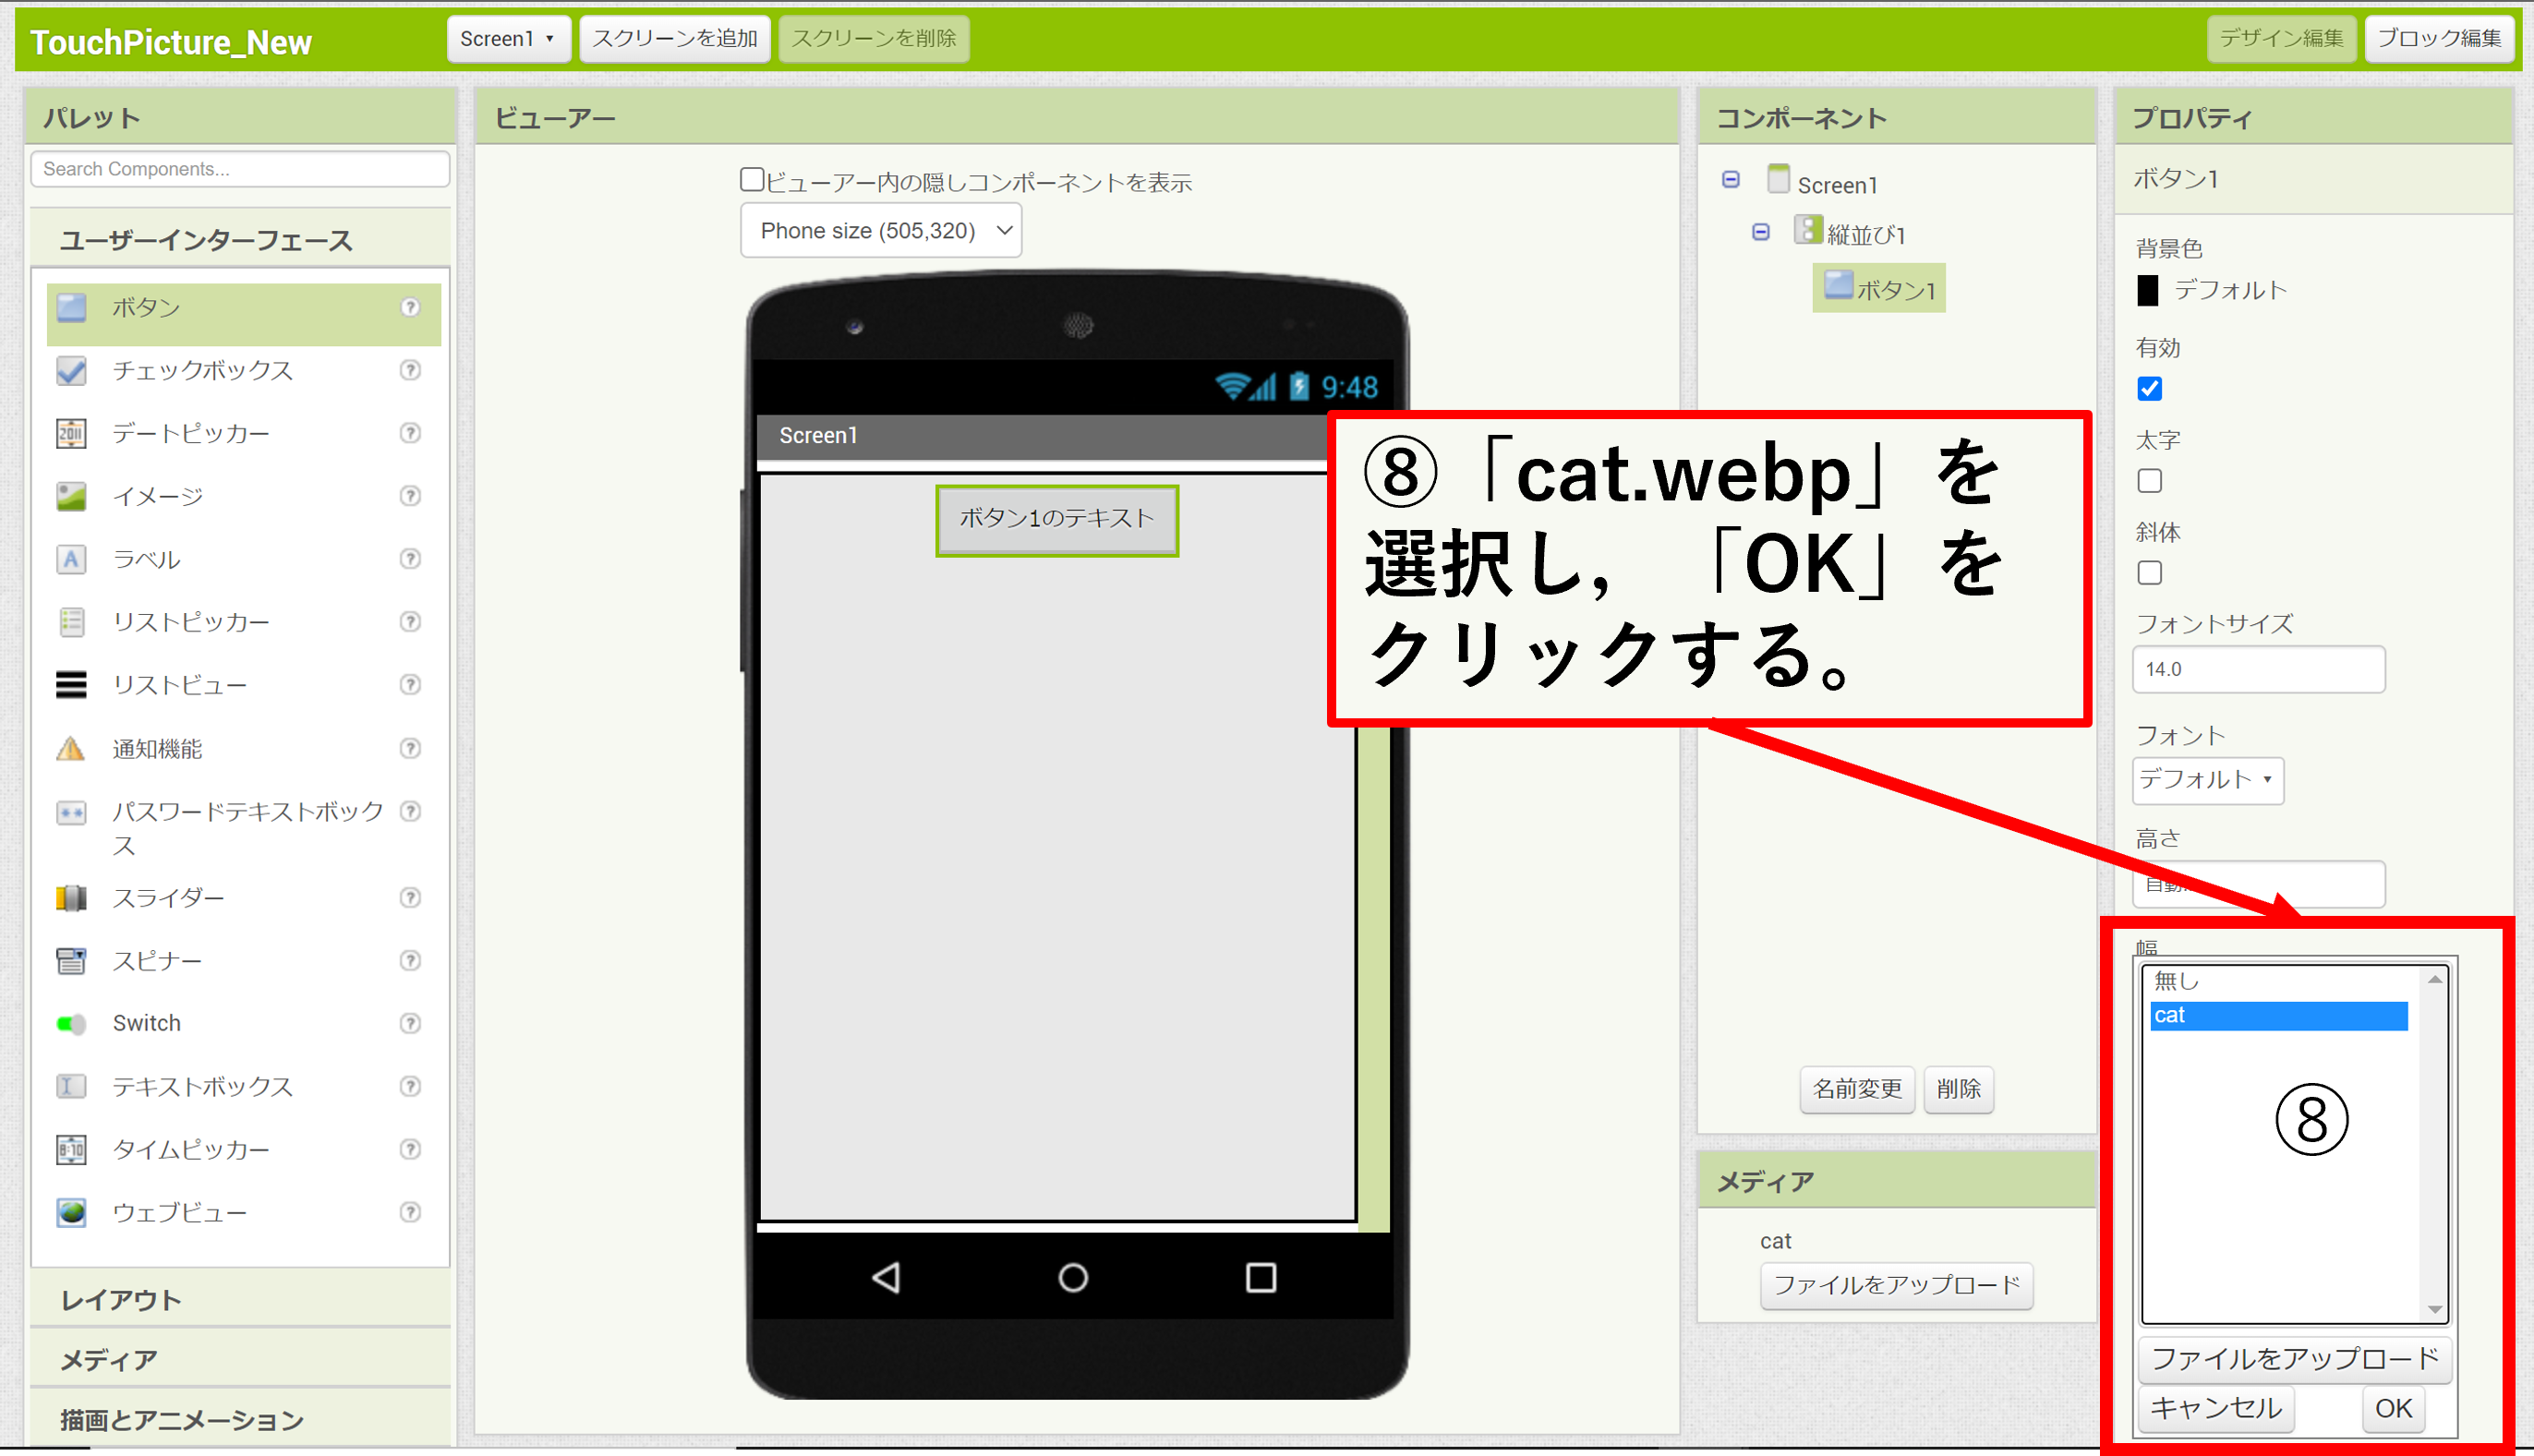 TouchPicture_New
Screen1 ▾
スクリーンを追加
スクリーンを削除
デザイン編集
ブロック編集
パレット
Search Components...
ユーザーインターフェース
ボタン
チェックボックス
デートピッカー
イメージ
ラベル
リストピッカー
リストビュー
通知機能
パスワードテキストボック
ス
スライダー
スピナー
Switch
テキストボックス
タイムピッカー
ウェブビュー
レイアウト
メディア
描画とアニメーション
ビューアー
ビューアー内の隠しコンポーネントを表示
Phone size (505,320)
9:48
Screen1
ボタン1のテキスト
⑧「cat.webp」を
選択し，「OK」を
クリックする。
コンポーネント
Screen1
縦並び1
ボタン1
名前変更
削除
メディア
cat
ファイルをアップロード
プロパティ
ボタン1
背景色
デフォルト
有効
太字
斜体
フォントサイズ
14.0
フォント
デフォルト ▾
高さ
自動...
幅
無し
cat
⑧
ファイルをアップロード
キャンセル
OK